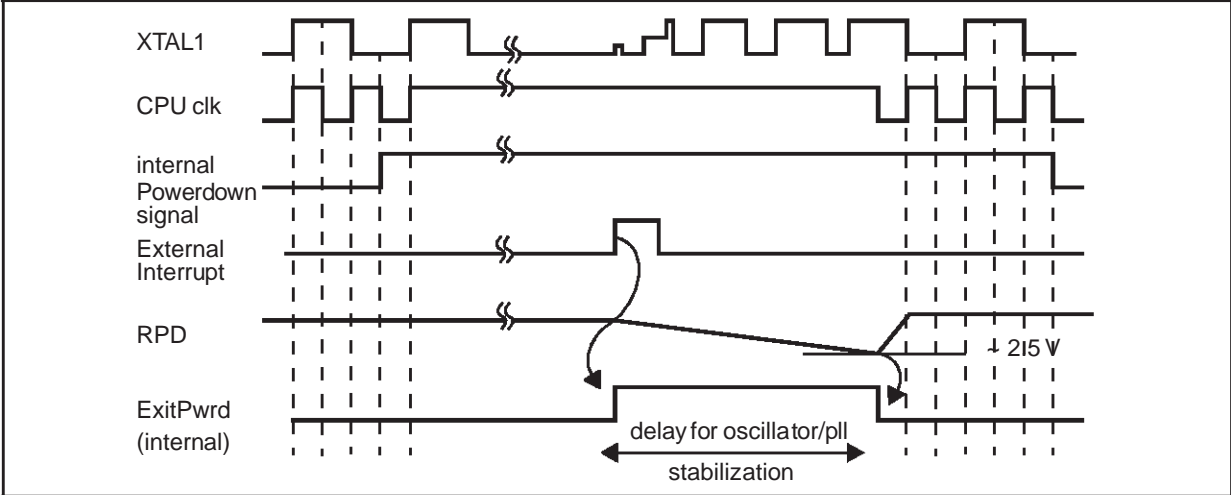 XTAL1
CPU clk
internal
Powerdown
signal
External
Interrupt
RPD
~ 2.5 V
ExitPwrd
(internal)
delay for oscillator/pll
stabilization